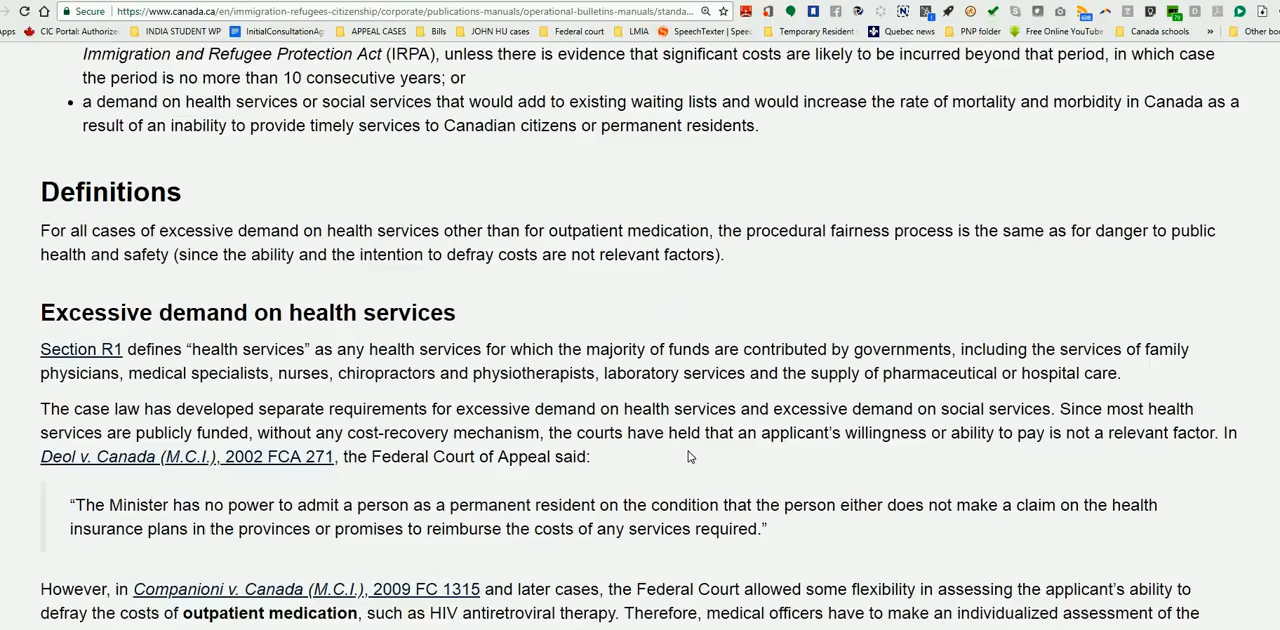 Secure
https://www.canada.ca/en/immigration-refugees-citizenship/corporate/publications-manuals/operational-bulletins-manuals/standa...
Apps CIC Portal: Authorize INDIA STUDENT WP InitialConsultationAg APPEAL CASES Bills JOHN HU cases Federal court LMIA SpeechTexter | Speec Temporary Resident Quebec news PNP folder Free Online YouTube Canada schools » Other boo
Immigration and Refugee Protection Act (IRPA), unless there is evidence that significant costs are likely to be incurred beyond that period, in which case
the period is no more than 10 consecutive years; or
• a demand on health services or social services that would add to existing waiting lists and would increase the rate of mortality and morbidity in Canada as a
result of an inability to provide timely services to Canadian citizens or permanent residents.
Definitions
For all cases of excessive demand on health services other than for outpatient medication, the procedural fairness process is the same as for danger to public
health and safety (since the ability and the intention to defray costs are not relevant factors).
Excessive demand on health services
Section R1 defines “health services” as any health services for which the majority of funds are contributed by governments, including the services of family
physicians, medical specialists, nurses, chiropractors and physiotherapists, laboratory services and the supply of pharmaceutical or hospital care.
The case law has developed separate requirements for excessive demand on health services and excessive demand on social services. Since most health
services are publicly funded, without any cost-recovery mechanism, the courts have held that an applicant’s willingness or ability to pay is not a relevant factor. In
Deol v. Canada (M.C.I.), 2002 FCA 271, the Federal Court of Appeal said:
“The Minister has no power to admit a person as a permanent resident on the condition that the person either does not make a claim on the health
insurance plans in the provinces or promises to reimburse the costs of any services required.”
However, in Companioni v. Canada (M.C.I.), 2009 FC 1315 and later cases, the Federal Court allowed some flexibility in assessing the applicant’s ability to
defray the costs of outpatient medication, such as HIV antiretroviral therapy. Therefore, medical officers have to make an individualized assessment of the